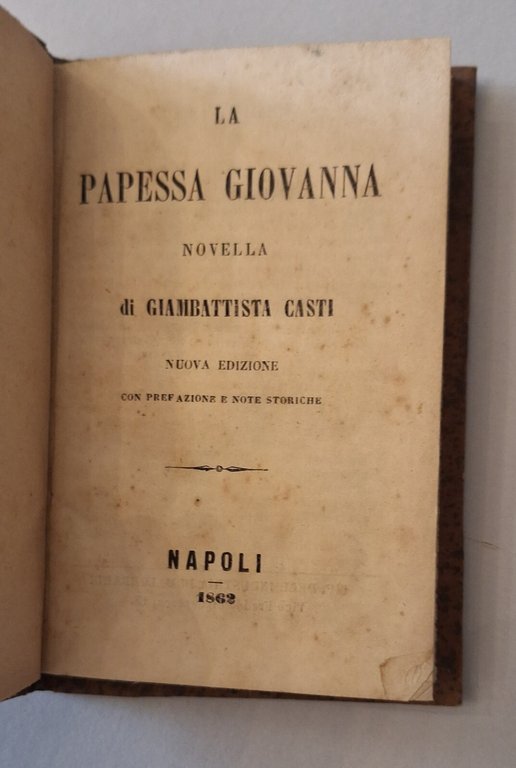 LA
PAPESSA GIOVANNA
NOVELLA
di GIAMBATTISTA CASTI
NUOVA EDIZIONE
CON PREFAZIONE E NOTE STORICHE
NAPOLI
1862